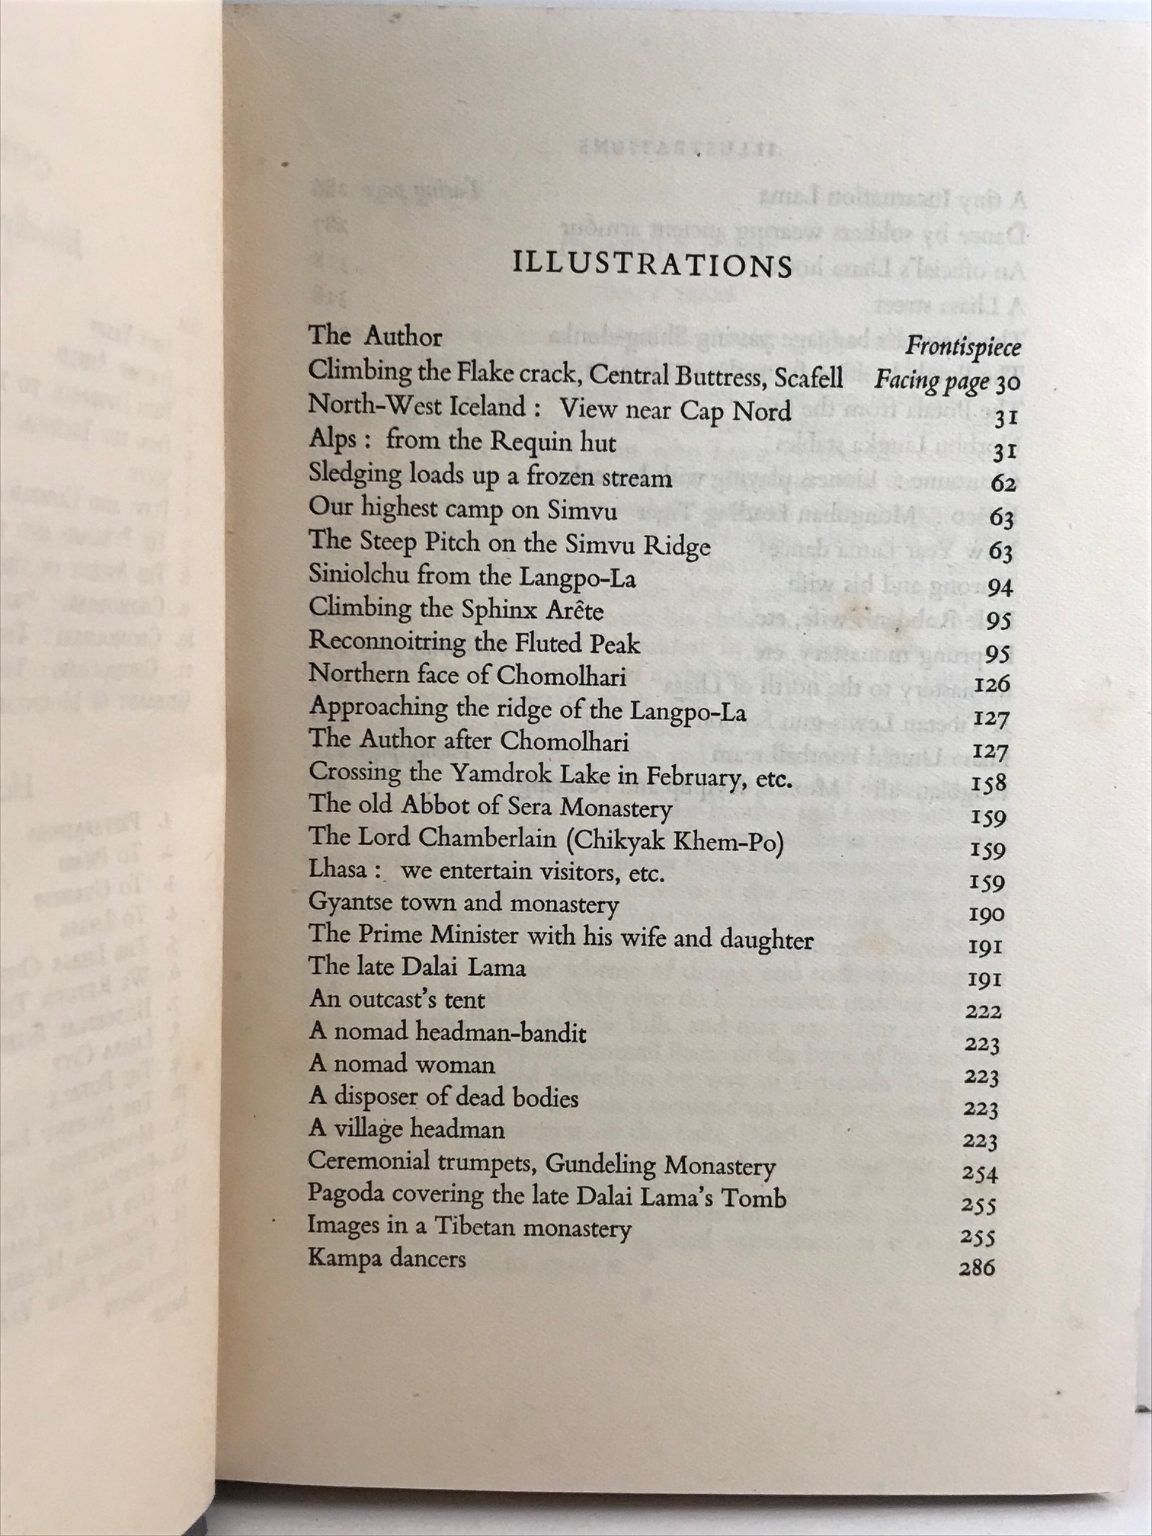 ILLUSTRATIONS
The Author Frontispiece
Climbing the Flake crack, Central Buttress, Scafell Facing page 30
North-West Iceland : View near Cap Nord 31
Alps : from the Requin hut 31
Sledging loads up a frozen stream 62
Our highest camp on Simvu 63
The Steep Pitch on the Simvu Ridge 63
Siniolchu from the Langpo-La 94
Climbing the Sphinx Arête 95
Reconnoitring the Fluted Peak 95
Northern face of Chomolhari 126
Approaching the ridge of the Langpo-La 127
The Author after Chomolhari 127
Crossing the Yamdrok Lake in February, etc. 158
The old Abbot of Sera Monastery 159
The Lord Chamberlain (Chikyak Khem-Po) 159
Lhasa : we entertain visitors, etc. 159
Gyantse town and monastery 190
The Prime Minister with his wife and daughter 191
The late Dalai Lama 191
An outcast's tent 222
A nomad headman-bandit 223
A nomad woman 223
A disposer of dead bodies 223
A village headman 223
Ceremonial trumpets, Gundeling Monastery 254
Pagoda covering the late Dalai Lama's Tomb 255
Images in a Tibetan monastery 255
Kampa dancers 286